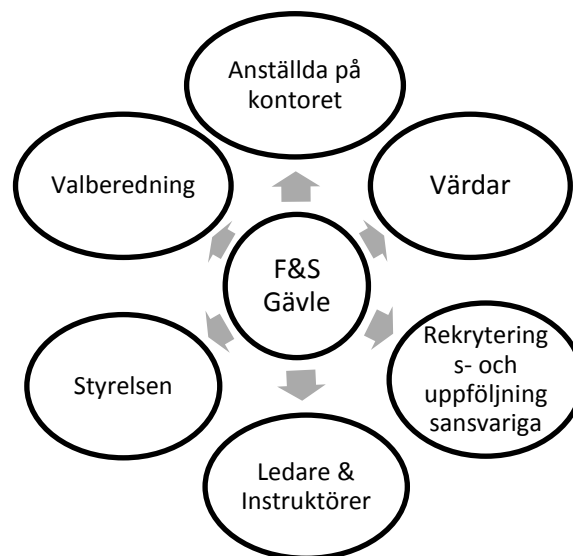 Anställda på
kontoret
Valberedning
Värdar
F&S
Gävle
Styrelsen
Rekrytering
s- och
uppföljning
sansvariga
Ledare &
Instruktörer